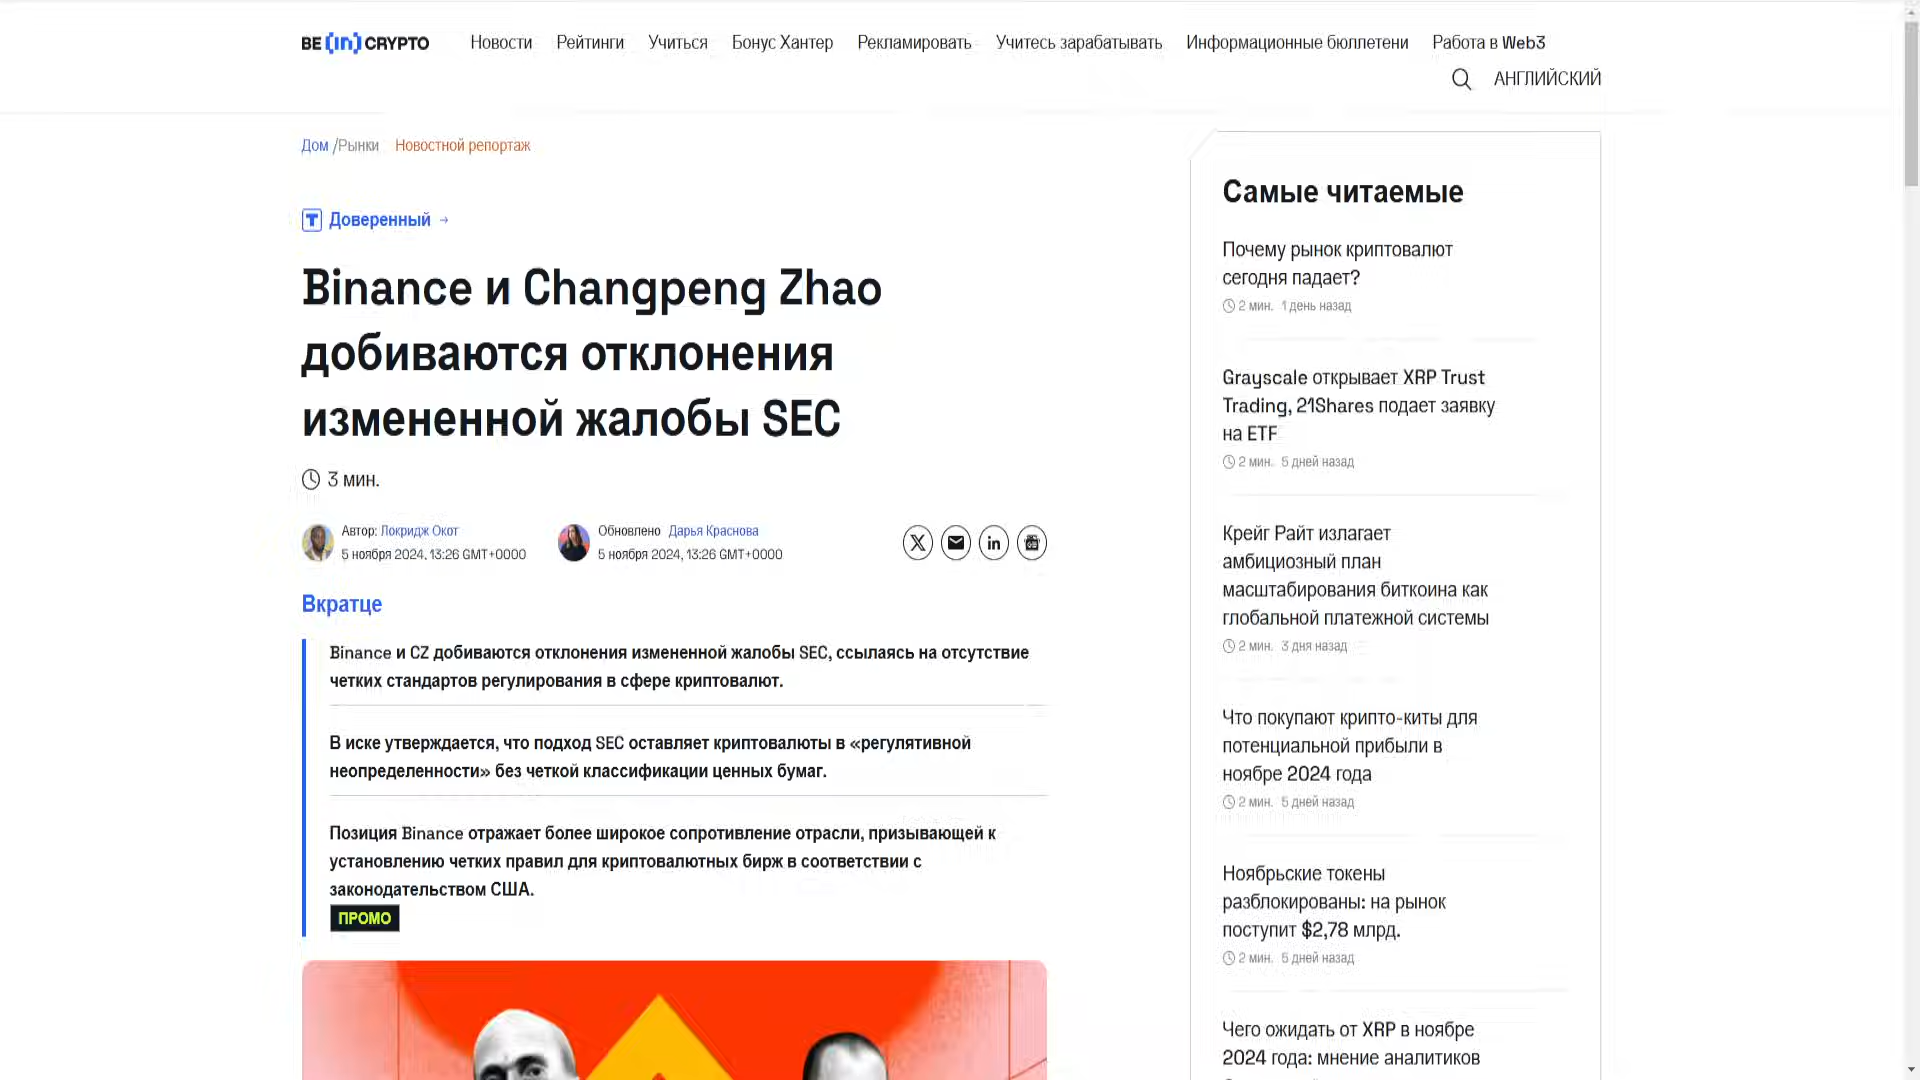 BE[in]CRYPTO
Новости Рейтинги Учиться Бонус Хантер Рекламировать Учитесь зарабатывать Информационные бюллетени Работа в Web3
АНГЛИЙСКИЙ
Дом /Рынки Новостной репортаж
Доверенный →
Binance и Changpeng Zhao
добиваются отклонения
измененной жалобы SEC
3 мин.
Автор: Локридж Окот
5 ноября 2024, 13:26 GMT+0000
Обновлено Дарья Краснова
5 ноября 2024, 13:26 GMT+0000
Вкратце
Binance и CZ добиваются отклонения измененной жалобы SEC, ссылаясь на отсутствие
четких стандартов регулирования в сфере криптовалют.
В иске утверждается, что подход SEC оставляет криптовалюты в «регулятивной
неопределенности» без четкой классификации ценных бумаг.
Позиция Binance отражает более широкое сопротивление отрасли, призывающей к
установлению четких правил для криптовалютных бирж в соответствии с
законодательством США.
ПРОМО
Самые читаемые
Почему рынок криптовалют
сегодня падает?
2 мин. 1 день назад
Grayscale открывает XRP Trust
Trading, 21Shares подает заявку
на ETF
2 мин. 5 дней назад
Крейг Райт излагает
амбициозный план
масштабирования биткоина как
глобальной платежной системы
2 мин. 3 дня назад
Что покупают крипто-киты для
потенциальной прибыли в
ноябре 2024 года
2 мин. 5 дней назад
Ноябрьские токены
разблокированы: на рынок
поступит $2,78 млрд.
2 мин. 5 дней назад
Чего ожидать от XRP в ноябре
2024 года: мнение аналитиков